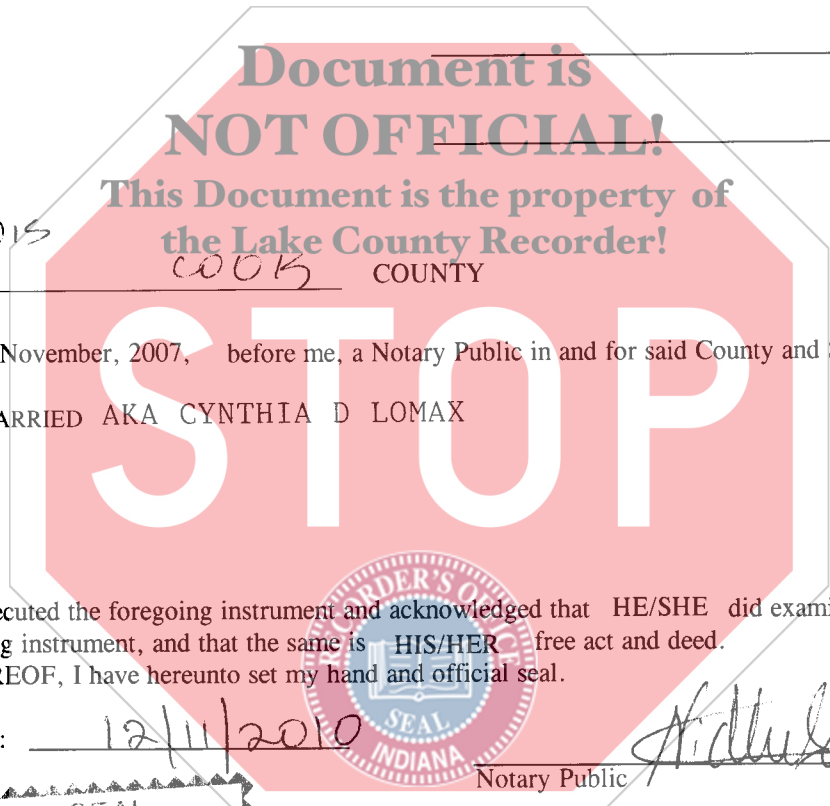 Document is
NOT OFFICIAL!
This Document is the property of
the Lake County Recorder!
COOK COUNTY
STOP
November, 2007, before me, a Notary Public in and for said County and
ARRIED AKA CYNTHIA D LOMAX
ecuted the foregoing instrument and acknowledged that HE/SHE did exami
g instrument, and that the same is HIS/HER free act and deed.
REOF, I have hereunto set my hand and official seal.
RECORDER'S OFFICE
SEAL
INDIANA
: 12/11/2010
Notary Public